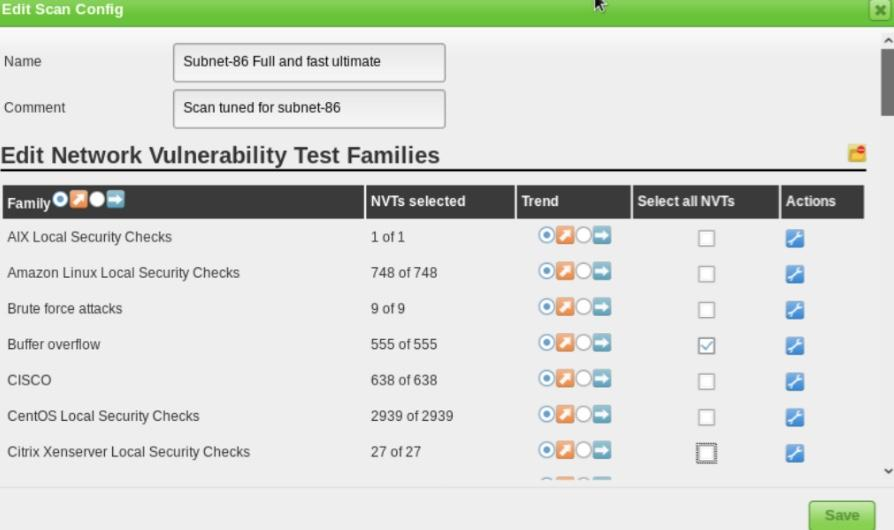 Edit Scan Config
Name Subnet-86 Full and fast ultimate
Comment Scan tuned for subnet-86
Edit Network Vulnerability Test Families
Family NVTs selected Trend Select all NVTs Actions
AIX Local Security Checks 1 of 1
Amazon Linux Local Security Checks 748 of 748
Brute force attacks 9 of 9
Buffer overflow 555 of 555
CISCO 638 of 638
CentOS Local Security Checks 2939 of 2939
Citrix Xenserver Local Security Checks 27 of 27
Save